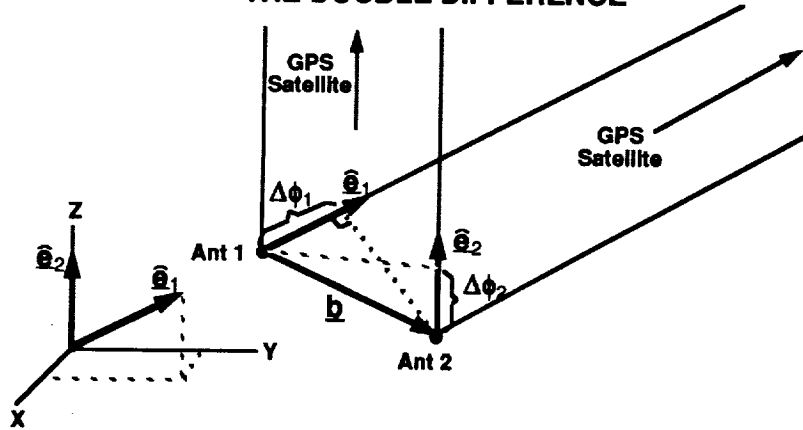 THE DOUBLE DIFFERENCE
GPS
Satellite
GPS
Satellite
Δϕ₁
ê₁
Z
Ant 1
ê₂
ê₂
ê₁
Δϕ₂
b
Y
Ant 2
X